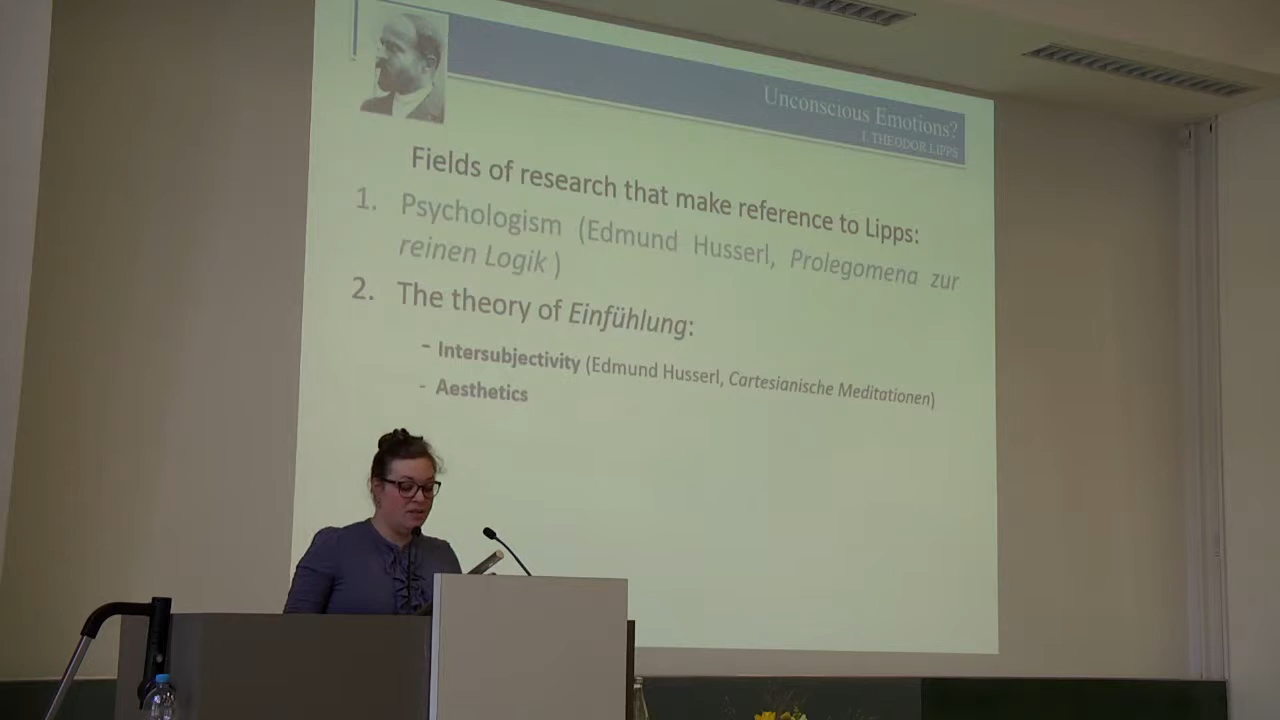 Unconscious Emotions?
I. THEODOR LIPPS
Fields of research that make reference to Lipps:
1. Psychologism (Edmund Husserl, Prolegomena zur
reinen Logik )
2. The theory of Einfühlung:
- Intersubjectivity (Edmund Husserl, Cartesianische Meditationen)
- Aesthetics